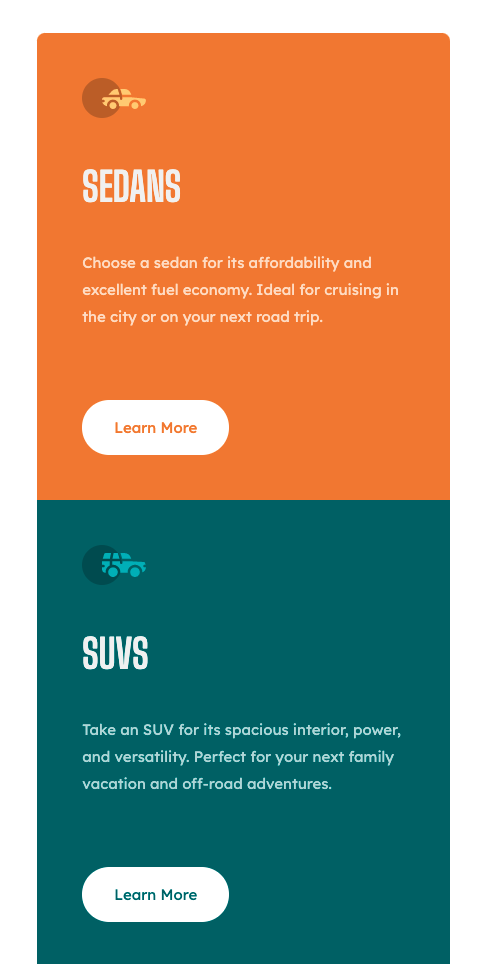 SEDANS
Choose a sedan for its affordability and
excellent fuel economy. Ideal for cruising in
the city or on your next road trip.
Learn More
SUVS
Take an SUV for its spacious interior, power,
and versatility. Perfect for your next family
vacation and off-road adventures.
Learn More